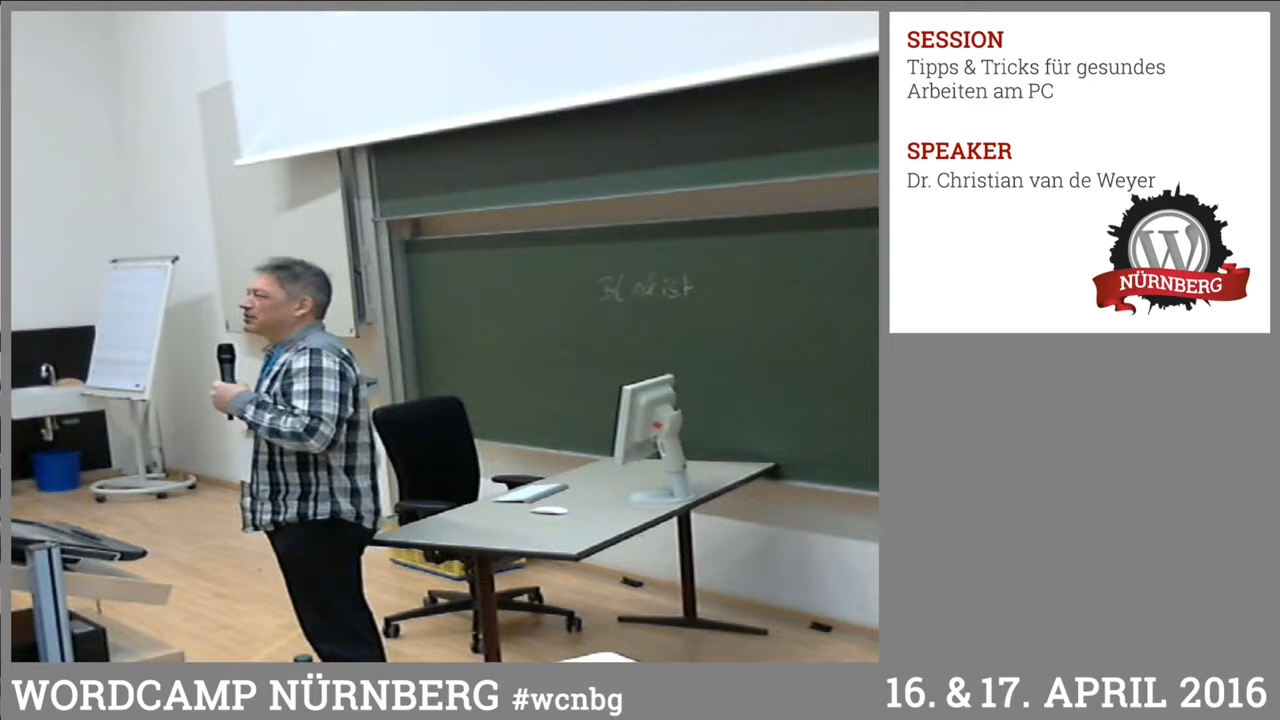 SESSION
Tipps & Tricks für gesundes
Arbeiten am PC
SPEAKER
Dr. Christian van de Weyer
W
NÜRNBERG
WORDCAMP NÜRNBERG #wcnbg
16. & 17. APRIL 2016